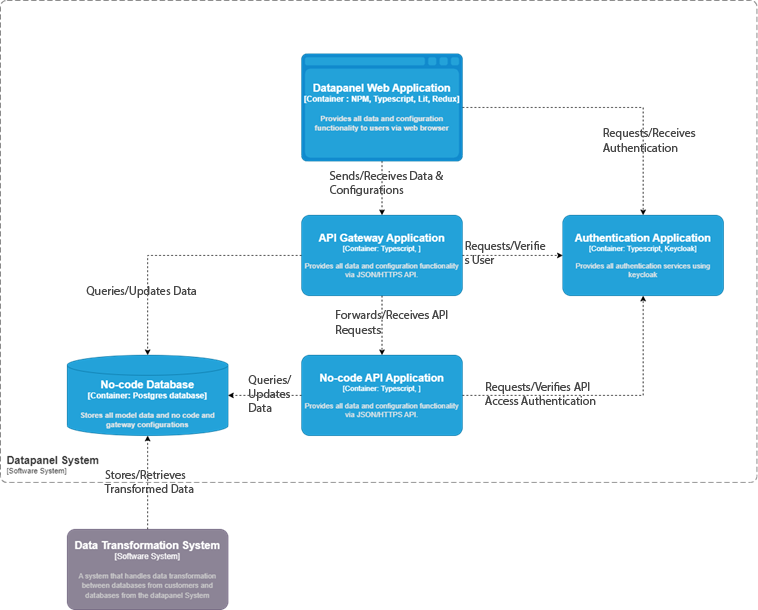 Datapanel Web Application
[Container : NPM, Typescript, Lit, Redux]
Provides all data and configuration
functionality to users via web browser
Requests/Receives
Authentication
Sends/Receives Data &
Configurations
API Gateway Application
[Container: Typescript, ]
Provides all data and configuration functionality
via JSON/HTTPS API.
Requests/Verifie
s User
Authentication Application
[Container: Typescript, Keycloak]
Provides all authentication services using
keycloak
Queries/Updates Data
Forwards/Receives API
Requests
No-code Database
[Container: Postgres database]
Stores all model data and no code and
gateway configurations
Queries/
Updates
Data
No-code API Application
[Container: Typescript, ]
Provides all data and configuration functionality
via JSON/HTTPS API.
Requests/Verifies API
Access Authentication
Datapanel System
[Software System]
Stores/Retrieves
Transformed Data
Data Transformation System
[Software System]
A system that handles data transformation
between databases from customers and
databases from the datapanel System